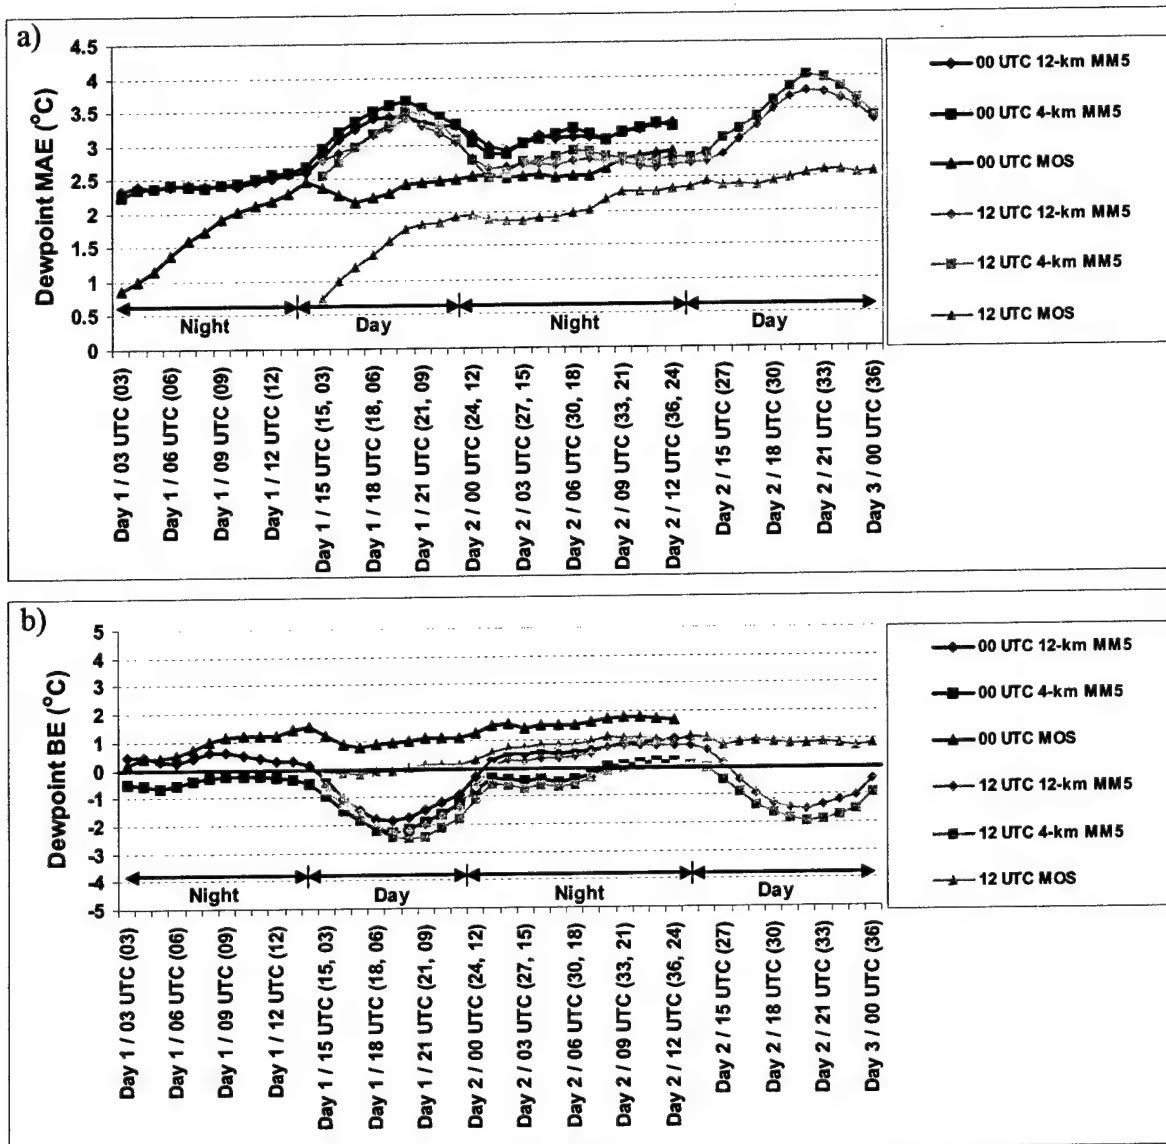 a)
Dewpoint MAE (°C)
4.5
4
3.5
3
2.5
2
1.5
1
0.5
0
Night
Day
Night
Day
Day 1 / 03 UTC (03)
Day 1 / 06 UTC (06)
Day 1 / 09 UTC (09)
Day 1 / 12 UTC (12)
Day 1 / 15 UTC (15, 03)
Day 1 / 18 UTC (18, 06)
Day 1 / 21 UTC (21, 09)
Day 2 / 00 UTC (24, 12)
Day 2 / 03 UTC (27, 15)
Day 2 / 06 UTC (30, 18)
Day 2 / 09 UTC (33, 21)
Day 2 / 12 UTC (36, 24)
Day 2 / 15 UTC (27)
Day 2 / 18 UTC (30)
Day 2 / 21 UTC (33)
Day 3 / 00 UTC (36)
00 UTC 12-km MM5
00 UTC 4-km MM5
00 UTC MOS
12 UTC 12-km MM5
12 UTC 4-km MM5
12 UTC MOS
b)
Dewpoint BE (°C)
5
4
3
2
1
0
-1
-2
-3
-4
-5
Night
Day
Night
Day
Day 1 / 03 UTC (03)
Day 1 / 06 UTC (06)
Day 1 / 09 UTC (09)
Day 1 / 12 UTC (12)
Day 1 / 15 UTC (15, 03)
Day 1 / 18 UTC (18, 06)
Day 1 / 21 UTC (21, 09)
Day 2 / 00 UTC (24, 12)
Day 2 / 03 UTC (27, 15)
Day 2 / 06 UTC (30, 18)
Day 2 / 09 UTC (33, 21)
Day 2 / 12 UTC (36, 24)
Day 2 / 15 UTC (27)
Day 2 / 18 UTC (30)
Day 2 / 21 UTC (33)
Day 3 / 00 UTC (36)
00 UTC 12-km MM5
00 UTC 4-km MM5
00 UTC MOS
12 UTC 12-km MM5
12 UTC 4-km MM5
12 UTC MOS